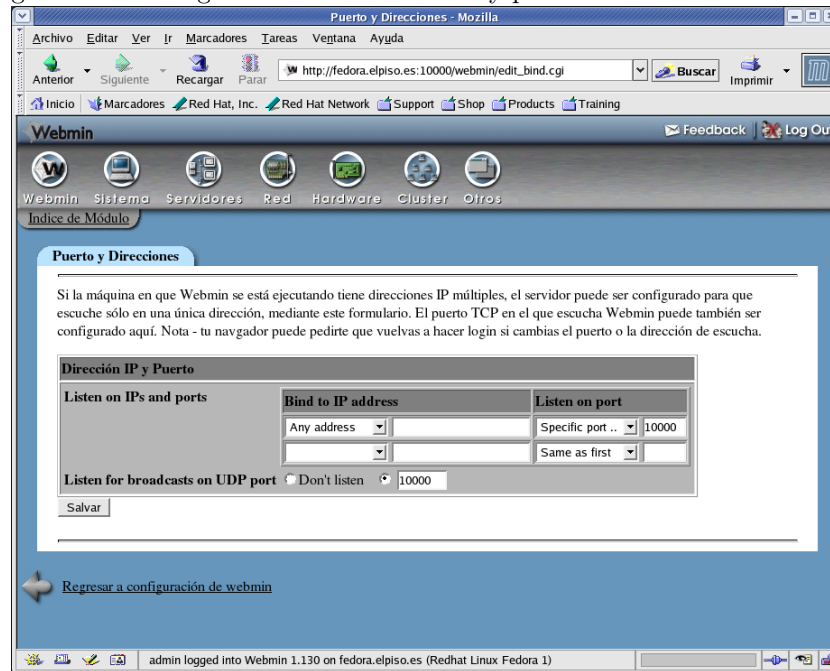 Puerto y Direcciones - Mozilla
Archivo Editar Ver Ir Marcadores Tareas Ventana Ayuda
Anterior Siguiente Recargar Parar http://fedora.elpiso.es:10000/webmin/edit_bind.cgi Buscar Imprimir
Inicio Marcadores Red Hat, Inc. Red Hat Network Support Shop Products Training
Webmin Feedback Log Ou
Webmin Sistema Servidores Red Hardware Cluster Otros
Indice de Módulo
Puerto y Direcciones
Si la máquina en que Webmin se está ejecutando tiene direcciones IP múltiples, el servidor puede ser configurado para que
escuche sólo en una única dirección, mediante este formulario. El puerto TCP en el que escucha Webmin puede también ser
configurado aquí. Nota - tu navgador puede pedirte que vuelvas a hacer login si cambias el puerto o la dirección de escucha.
Dirección IP y Puerto
Listen on IPs and ports Bind to IP address Listen on port
Any address Specific port .. 10000
Same as first
Listen for broadcasts on UDP port Don't listen 10000
Salvar
Regresar a configuración de webmin
admin logged into Webmin 1.130 on fedora.elpiso.es (Redhat Linux Fedora 1)